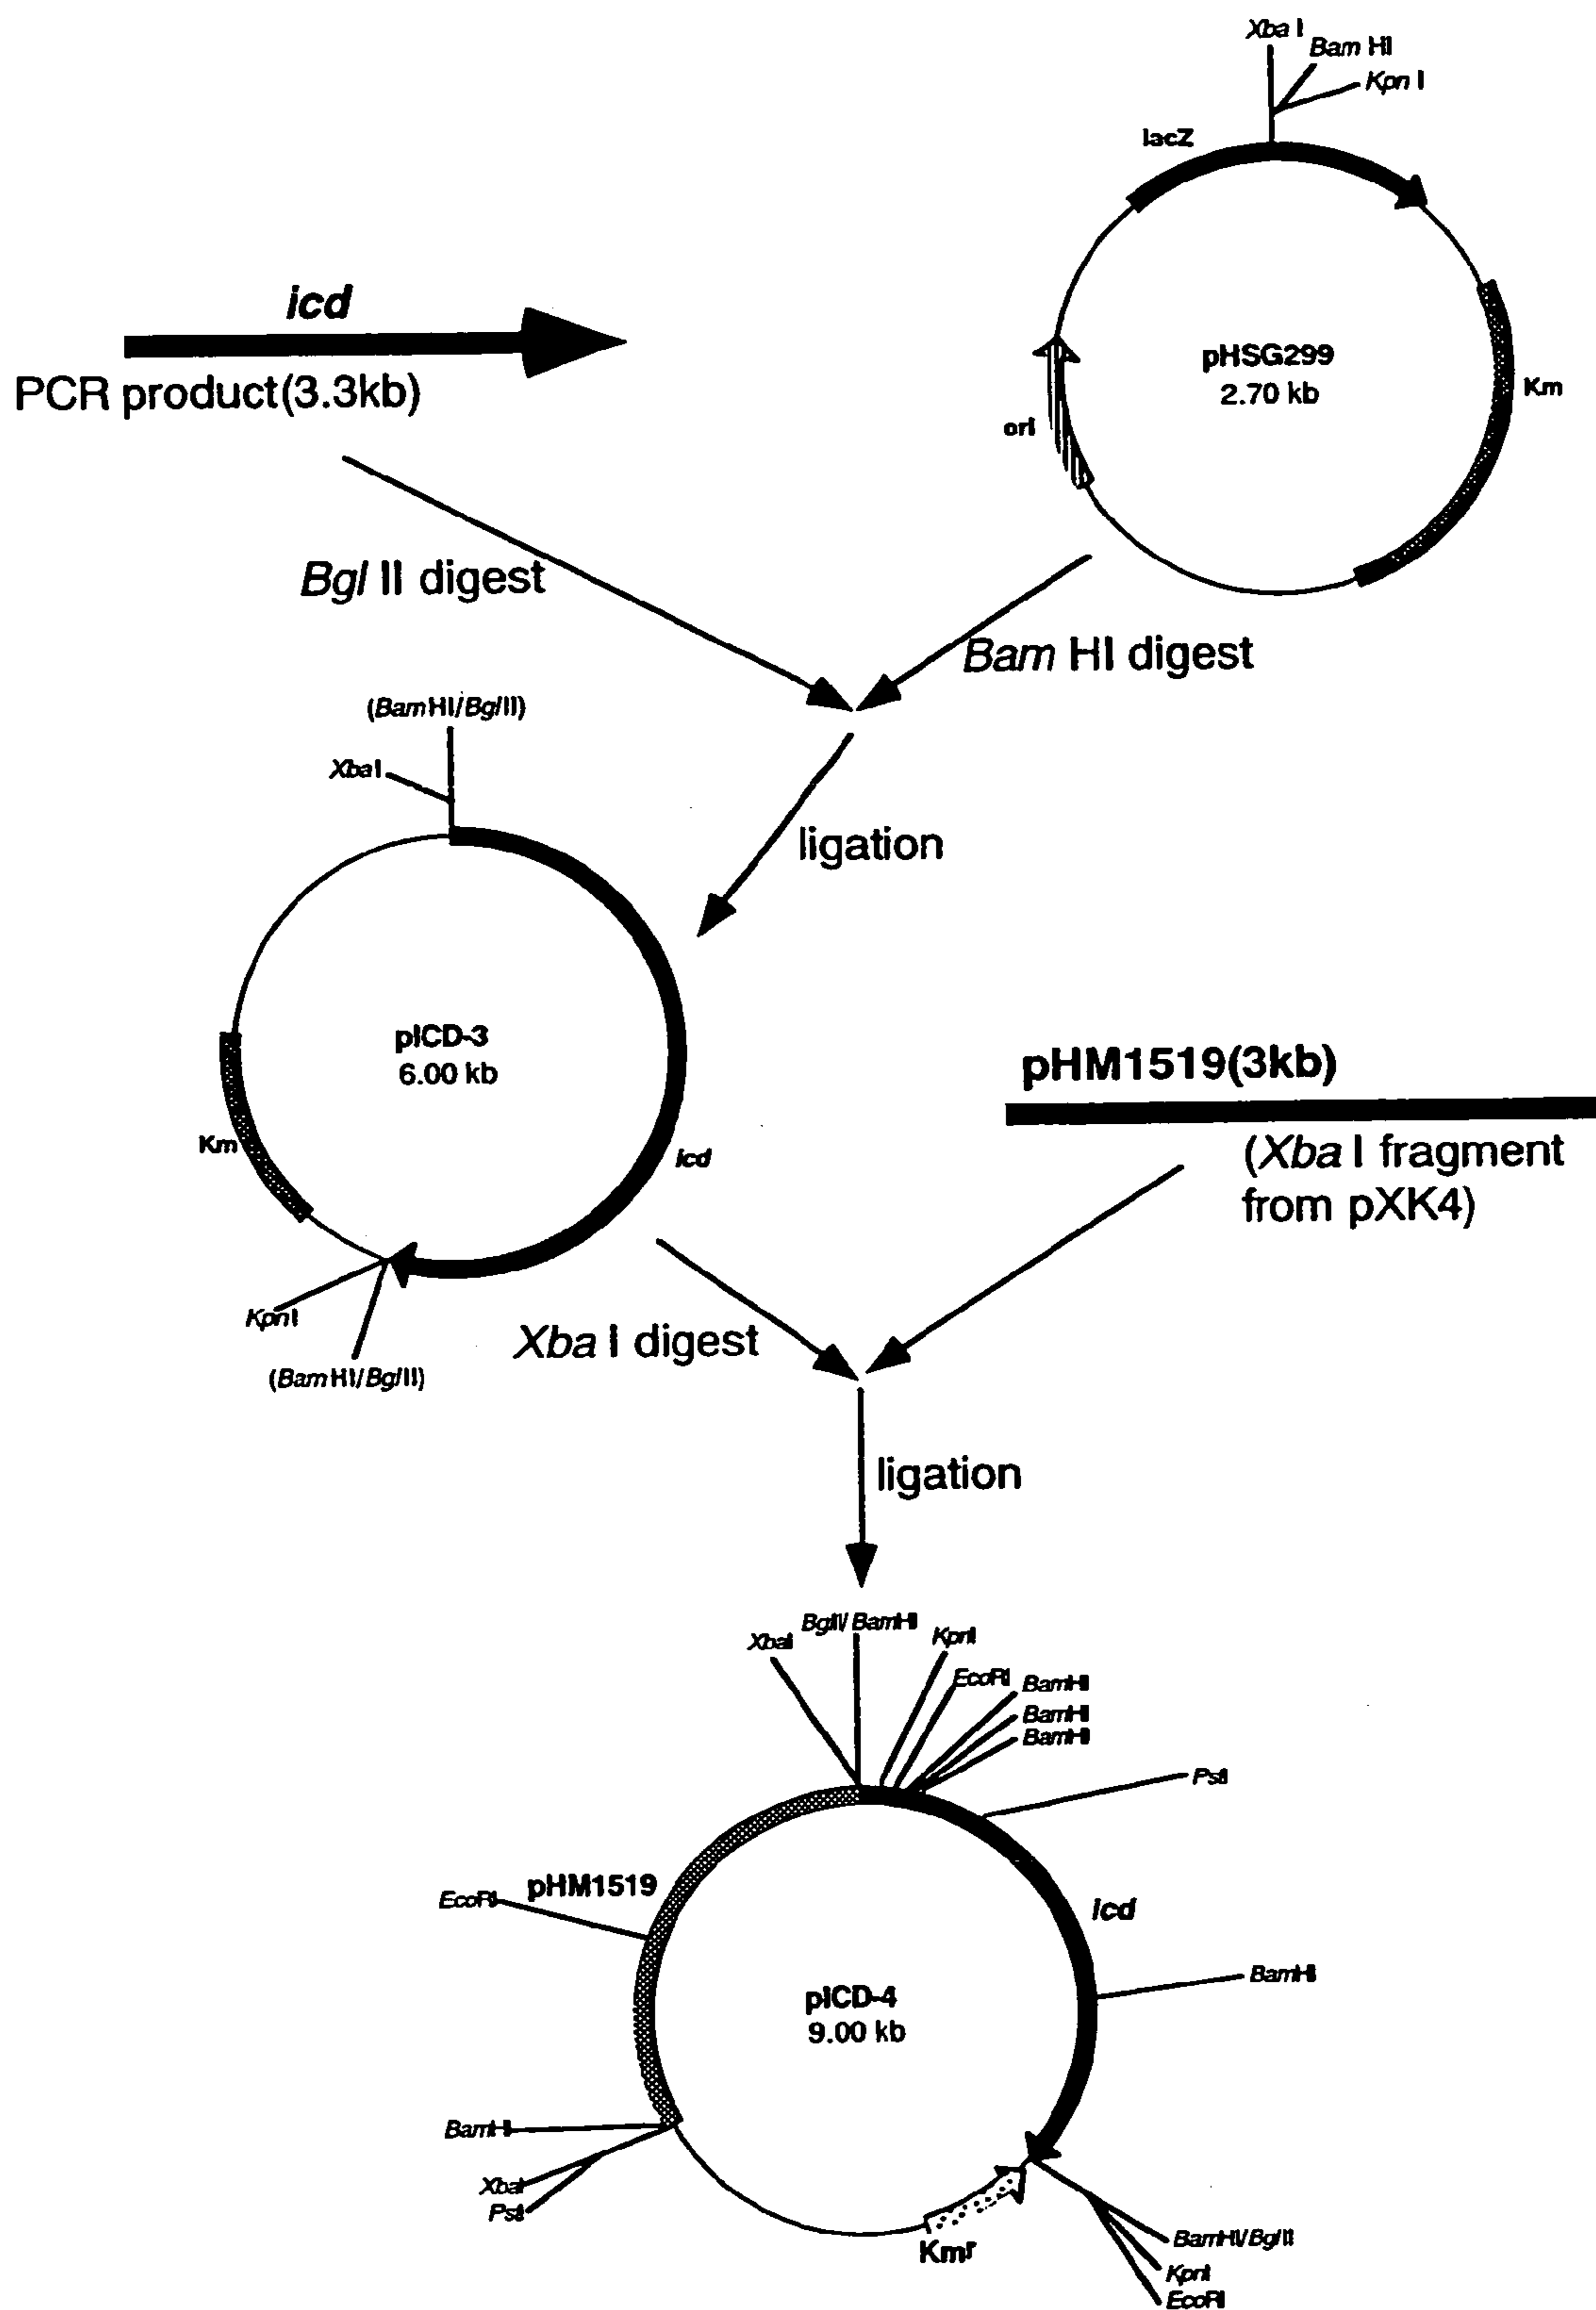 Xba I
Bam HI
Kpn I
lacZ
icd
PCR product(3.3kb)
pHSG299
2.70 kb
Km
ori
Bgl II digest
Bam HI digest
(BamHI/BglII)
XbaI
ligation
pICD-3
6.00 kb
pHM1519(3kb)
(Xba I fragment
from pXK4)
Km
icd
KpnI
(BamHI/BglII)
Xba I digest
ligation
BglII/BamHI
XbaI
KpnI
EcoRI
BamHI
BamHI
BamHI
PstI
pHM1519
EcoRI
icd
BamHI
pICD-4
9.00 kb
BamHI
XbaI
PstI
Kmr
BamHI/BglII
KpnI
EcoRI